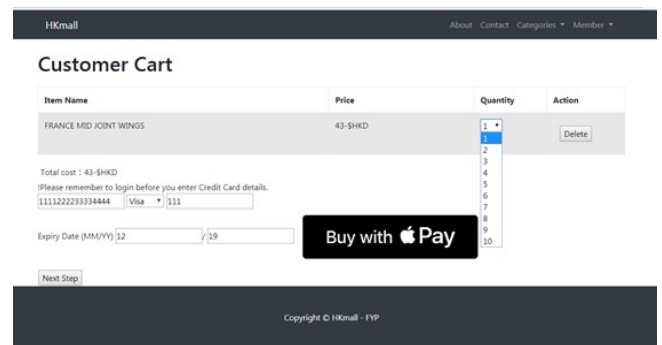 HKmall About Contact Categories Member
Customer Cart
Item Name Price Quantity Action
FRANCE MID JOINT WINGS 43-$HKD 1 Delete
1
2
3
4
5
6
7
8
9
10
Total cost : 43-$HKD
!Please remember to login before you enter Credit Card details.
1111222233334444 Visa 111
Expiry Date (MM/YY) 12 / 19
Buy with Pay
Next Step
Copyright © HKmall - FYP